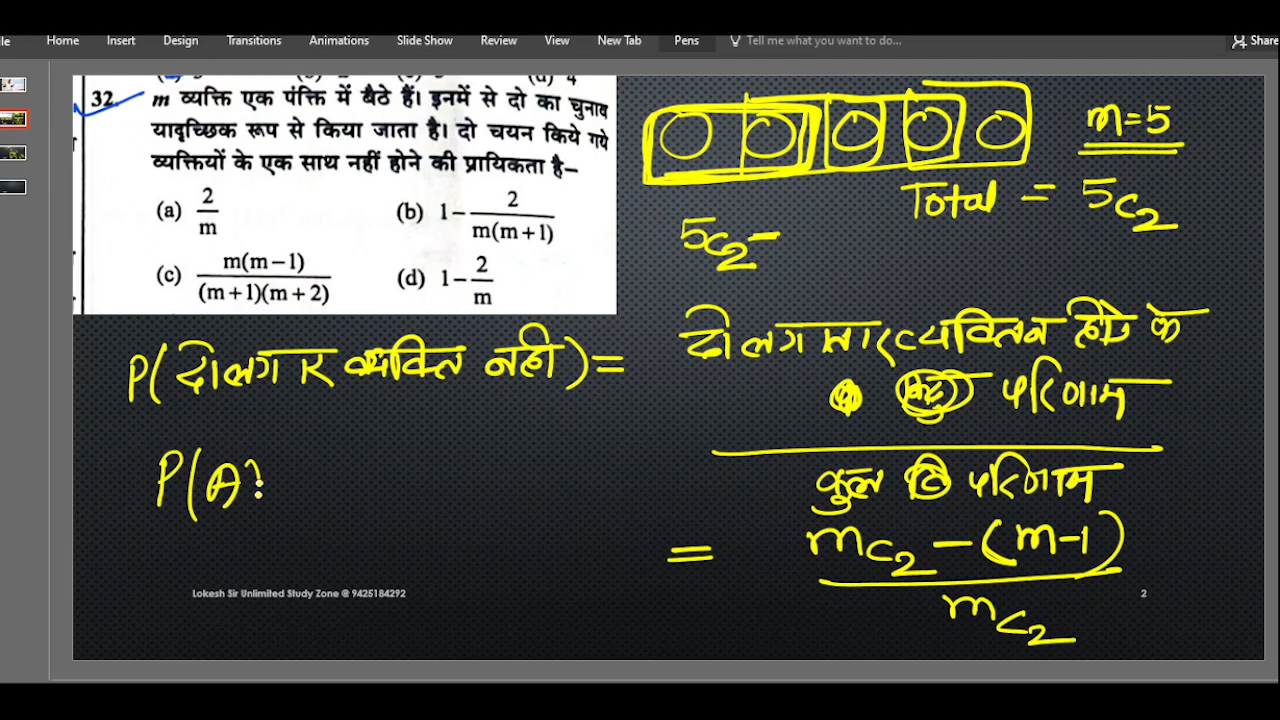 File Home Insert Design Transitions Animations Slide Show Review View New Tab Pens Tell me what you want to do... Share
32. m व्यक्ति एक पंक्ति में बैठे हैं। इनमें से दो का चुनाव
यादृच्छिक रूप से किया जाता है। दो चयन किये गये
व्यक्तियों के एक साथ नहीं होने की प्रायिकता है–
(a) 2/m (b) 1 – 2/m(m+1)
(c) m(m–1)/(m+1)(m+2) (d) 1 – 2/m
m=5
Total = 5C2
5C2 –
P(दो लगातार व्यक्ति नही) =
दो लगातार व्यक्ति न होने के
परिणाम
कुल परिणाम
P(A)
= mC2 – (m-1)
mC2
Lokesh Sir Unlimited Study Zone @ 9425184292
2